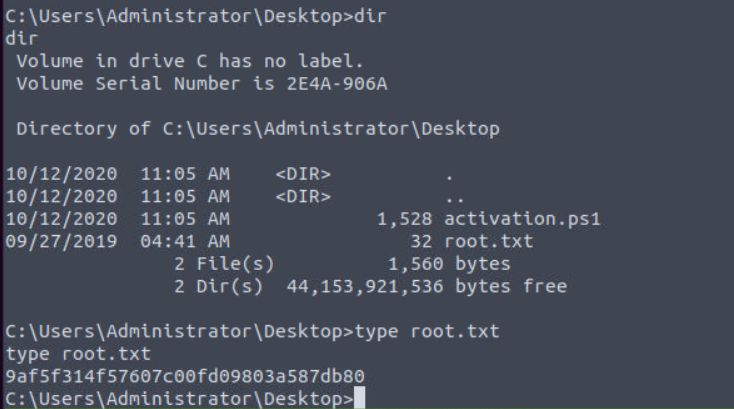 C:\Users\Administrator\Desktop>dir
dir
 Volume in drive C has no label.
 Volume Serial Number is 2E4A-906A
 Directory of C:\Users\Administrator\Desktop
10/12/2020  11:05 AM    <DIR>          .
10/12/2020  11:05 AM    <DIR>          ..
10/12/2020  11:05 AM             1,528 activation.ps1
09/27/2019  04:41 AM                32 root.txt
               2 File(s)          1,560 bytes
               2 Dir(s)  44,153,921,536 bytes free
C:\Users\Administrator\Desktop>type root.txt
type root.txt
9af5f314f57607c00fd09803a587db80
C:\Users\Administrator\Desktop>